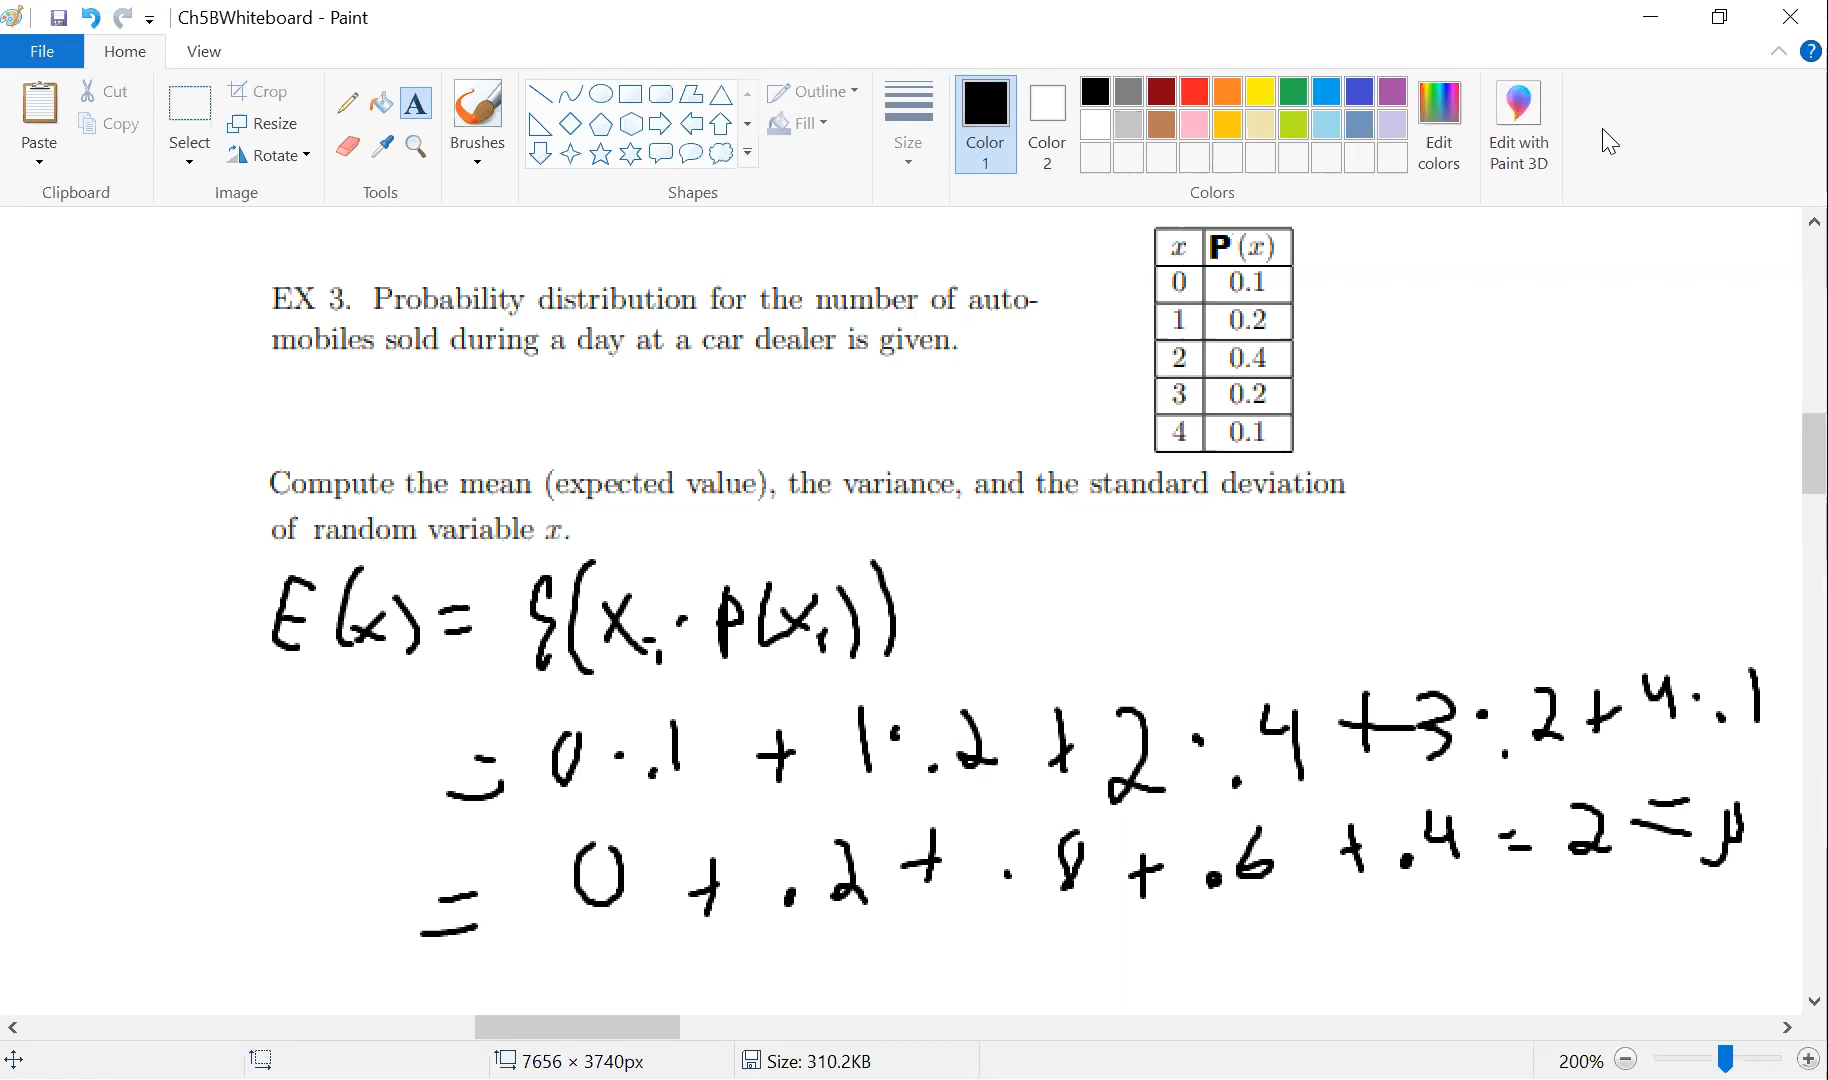 Ch5BWhiteboard - Paint
File Home View
Paste
Cut
Copy
Clipboard
Select
Crop
Resize
Rotate
Image
A
Tools
Brushes
Outline
Fill
Shapes
Size
Color 1
Color 2
Edit colors
Edit with Paint 3D
Colors
?
EX 3. Probability distribution for the number of auto-
mobiles sold during a day at a car dealer is given.
x P(x)
0 0.1
1 0.2
2 0.4
3 0.2
4 0.1
Compute the mean (expected value), the variance, and the standard deviation
of random variable x.
E(x) = Σ(xi · P(xi))
= 0 · .1 + 1 · .2 + 2 · .4 + 3 · .2 + 4 · .1
= 0 + .2 + .8 + .6 + .4 = 2 = μ
7656 × 3740px
Size: 310.2KB
200%